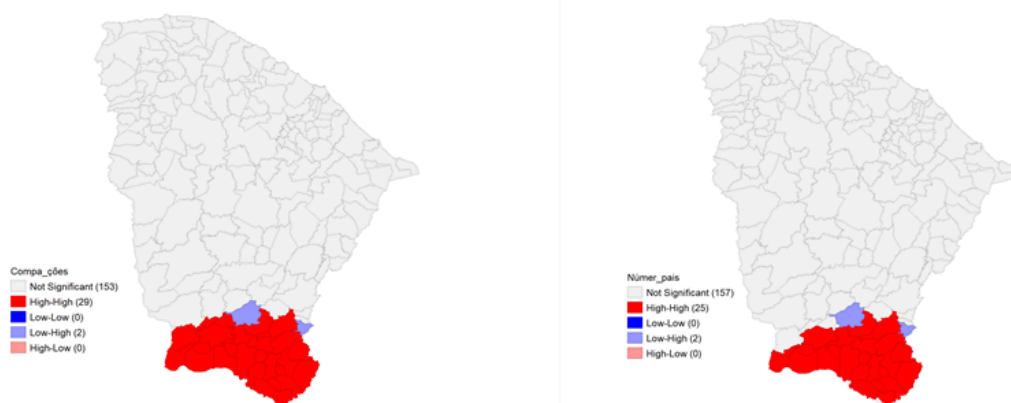 Compa_ções
Not Significant (153)
High-High (29)
Low-Low (0)
Low-High (2)
High-Low (0)
Númer_pais
Not Significant (157)
High-High (25)
Low-Low (0)
Low-High (2)
High-Low (0)